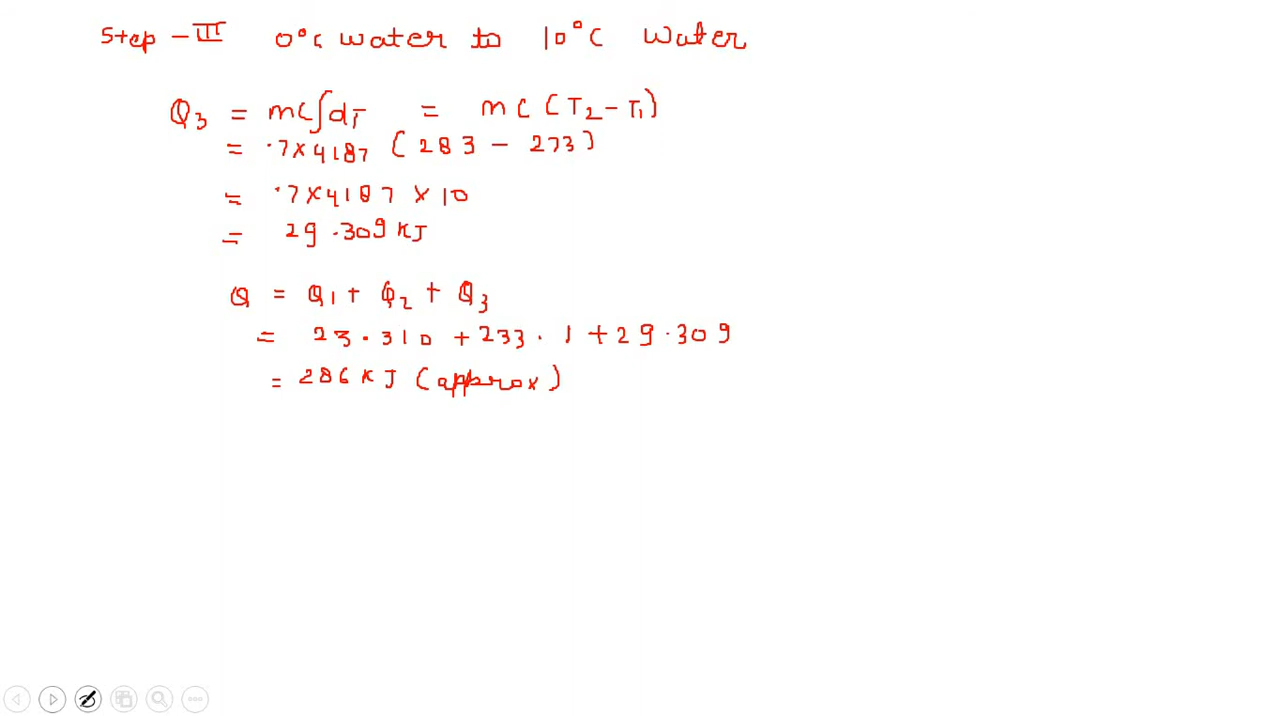 Step - III 0°C water to 10°C water
Q3 = mc∫dT = mc (T2 - T1)
= .7×4187 (283 - 273)
= .7×4187 × 10
= 29.309 KJ
Q = Q1 + Q2 + Q3
= 23.310 + 233.1 + 29.309
= 286 KJ (approx)